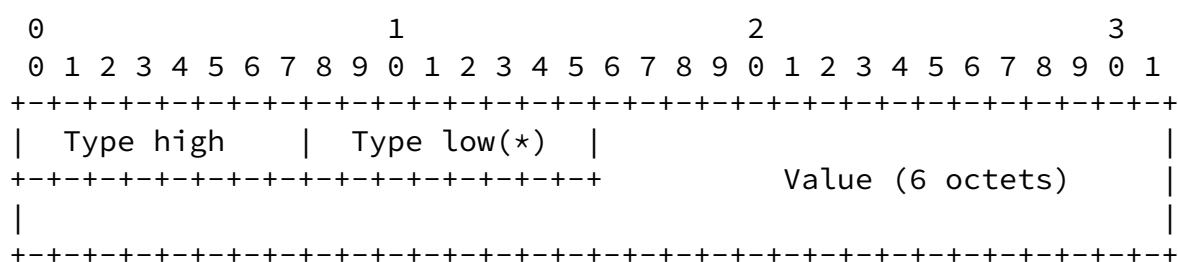 0                   1                   2                   3
 0 1 2 3 4 5 6 7 8 9 0 1 2 3 4 5 6 7 8 9 0 1 2 3 4 5 6 7 8 9 0 1
+-+-+-+-+-+-+-+-+-+-+-+-+-+-+-+-+-+-+-+-+-+-+-+-+-+-+-+-+-+-+-+-+
|  Type high    |  Type low(*)  |                               |
+-+-+-+-+-+-+-+-+-+-+-+-+-+-+-+-+          Value (6 octets)     |
|                                                               |
+-+-+-+-+-+-+-+-+-+-+-+-+-+-+-+-+-+-+-+-+-+-+-+-+-+-+-+-+-+-+-+-+